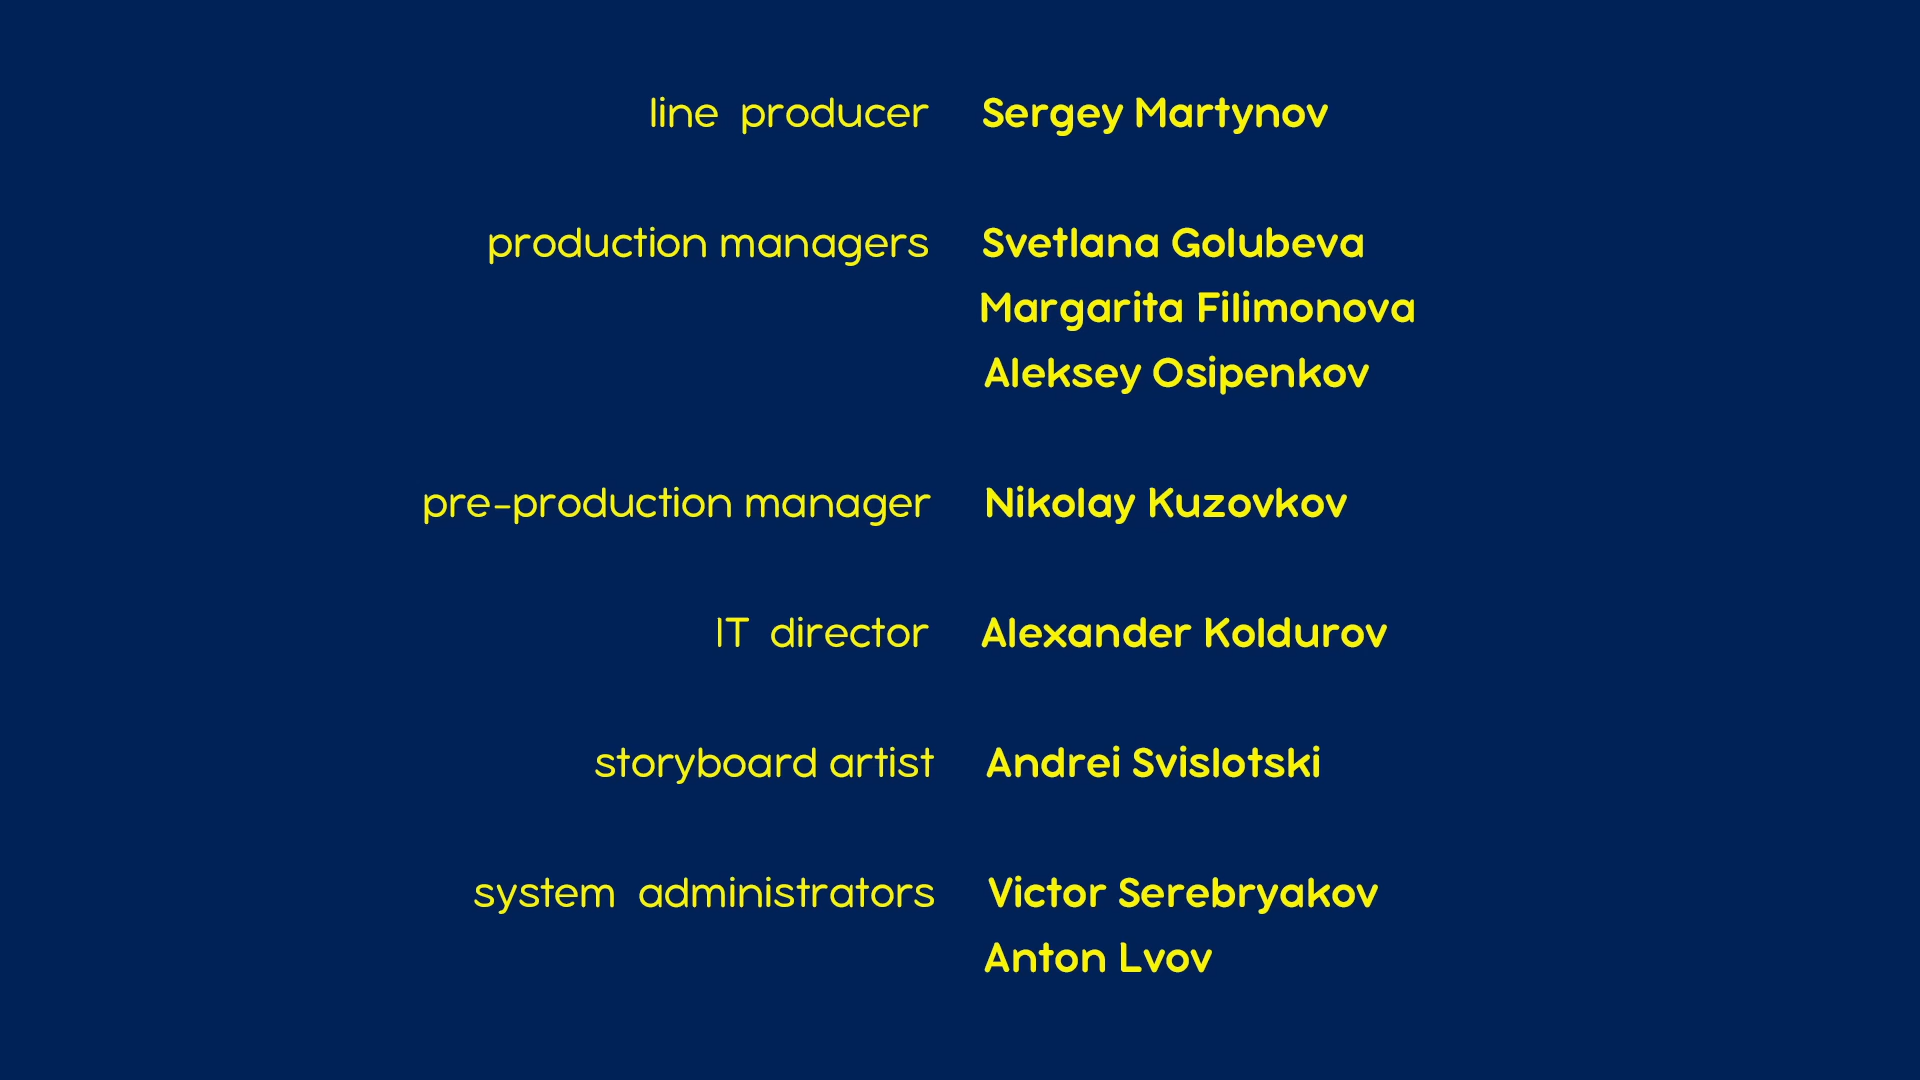 line producer Sergey Martynov
production managers Svetlana Golubeva
Margarita Filimonova
Aleksey Osipenkov
pre-production manager Nikolay Kuzovkov
IT director Alexander Koldurov
storyboard artist Andrei Svislotski
system administrators Victor Serebryakov
Anton Lvov